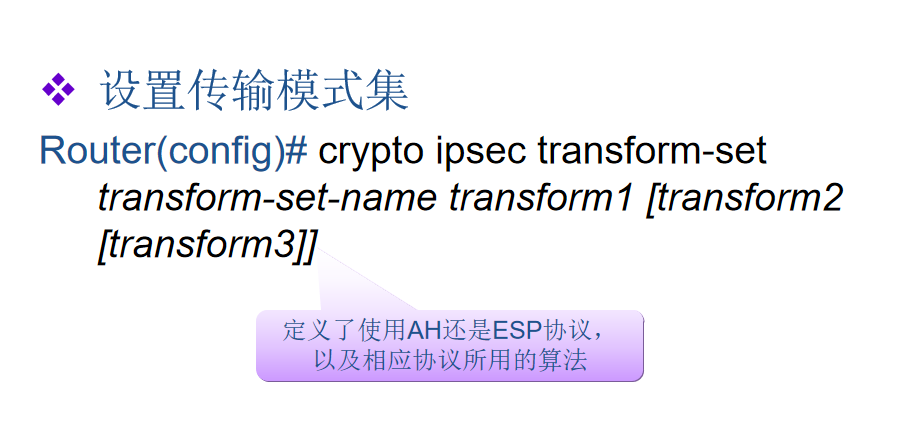 设置传输模式集
Router(config)# crypto ipsec transform-set
transform-set-name transform1 [transform2
[transform3]]
定义了使用AH还是ESP协议，
以及相应协议所用的算法